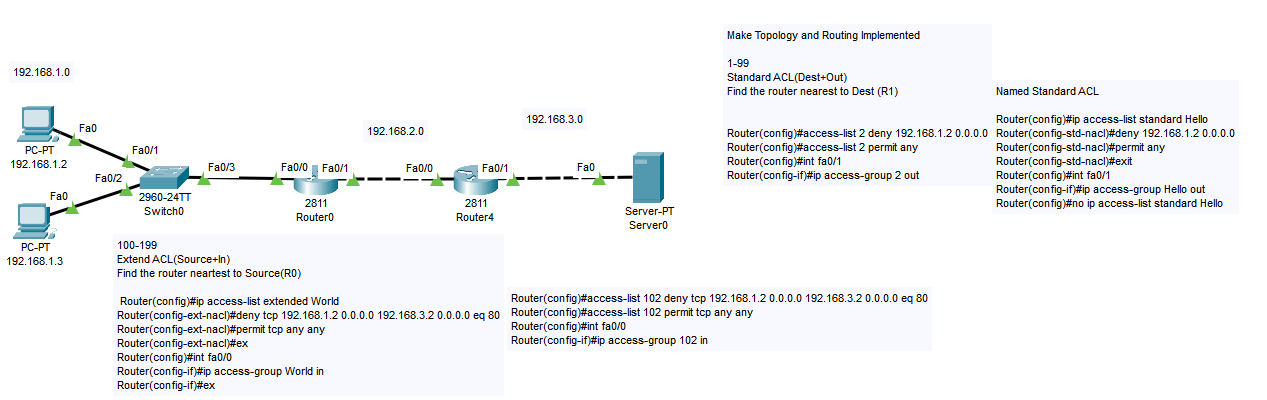 Make Topology and Routing Implemented
1-99
Standard ACL(Dest+Out)
Find the router nearest to Dest (R1)
Router(config)#access-list 2 deny 192.168.1.2 0.0.0.0
Router(config)#access-list 2 permit any
Router(config)#int fa0/1
Router(config-if)#ip access-group 2 out
Named Standard ACL
Router(config)#ip access-list standard Hello
Router(config-std-nacl)#deny 192.168.1.2 0.0.0.0
Router(config-std-nacl)#permit any
Router(config-std-nacl)#exit
Router(config)#int fa0/1
Router(config-if)#ip access-group Hello out
Router(config)#no ip access-list standard Hello
192.168.1.0
192.168.2.0
192.168.3.0
Fa0
PC-PT
192.168.1.2
Fa0/1
Fa0/2
Fa0/3
2960-24TT
Switch0
Fa0
PC-PT
192.168.1.3
Fa0/0
Fa0/1
2811
Router0
Fa0/0
Fa0/1
2811
Router4
Fa0
Server-PT
Server0
100-199
Extend ACL(Source+In)
Find the router neartest to Source(R0)
Router(config)#ip access-list extended World
Router(config-ext-nacl)#deny tcp 192.168.1.2 0.0.0.0 192.168.3.2 0.0.0.0 eq 80
Router(config-ext-nacl)#permit tcp any any
Router(config-ext-nacl)#ex
Router(config)#int fa0/0
Router(config-if)#ip access-group World in
Router(config-if)#ex
Router(config)#access-list 102 deny tcp 192.168.1.2 0.0.0.0 192.168.3.2 0.0.0.0 eq 80
Router(config)#access-list 102 permit tcp any any
Router(config)#int fa0/0
Router(config-if)#ip access-group 102 in